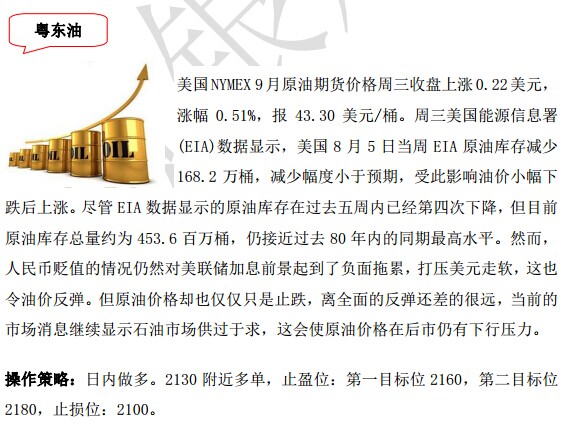 粤东油
美国 NYMEX 9 月原油期货价格周三收盘上涨 0.22 美元，
涨幅 0.51%，报 43.30 美元/桶。周三美国能源信息署
(EIA)数据显示，美国 8 月 5 日当周 EIA 原油库存减少
168.2 万桶，减少幅度小于预期，受此影响油价小幅下
跌后上涨。尽管 EIA 数据显示的原油库存在过去五周内已经第四次下降，但目前
原油库存总量约为 453.6 百万桶，仍接近过去 80 年内的同期最高水平。然而，
人民币贬值的情况仍然对美联储加息前景起到了负面拖累，打压美元走软，这也
令油价反弹。但原油价格却也仅仅只是止跌，离全面的反弹还差的很远，当前的
市场消息继续显示石油市场供过于求，这会使原油价格在后市仍有下行压力。
操作策略：日内做多。2130 附近多单，止盈位：第一目标位 2160，第二目标位
2180，止损位：2100。
OIL
OIL